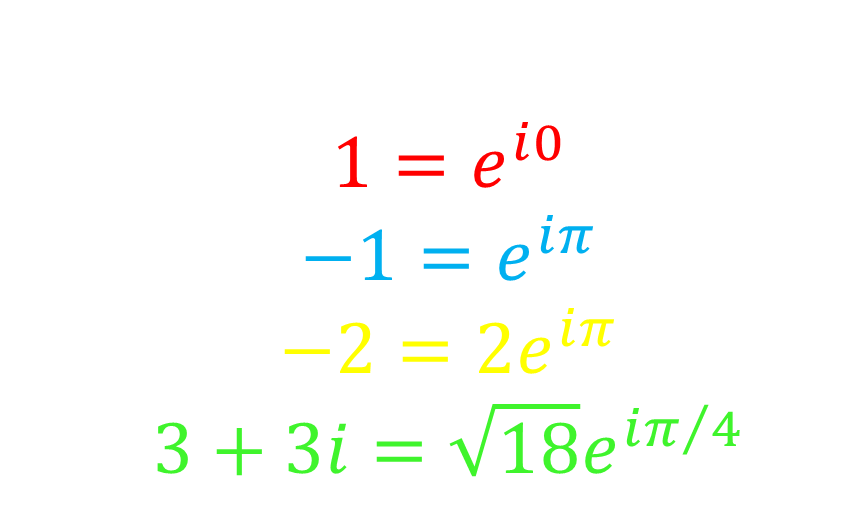 1 = e^{i0}
−1 = e^{iπ}
−2 = 2e^{iπ}
3 + 3i = √18e^{iπ/4}